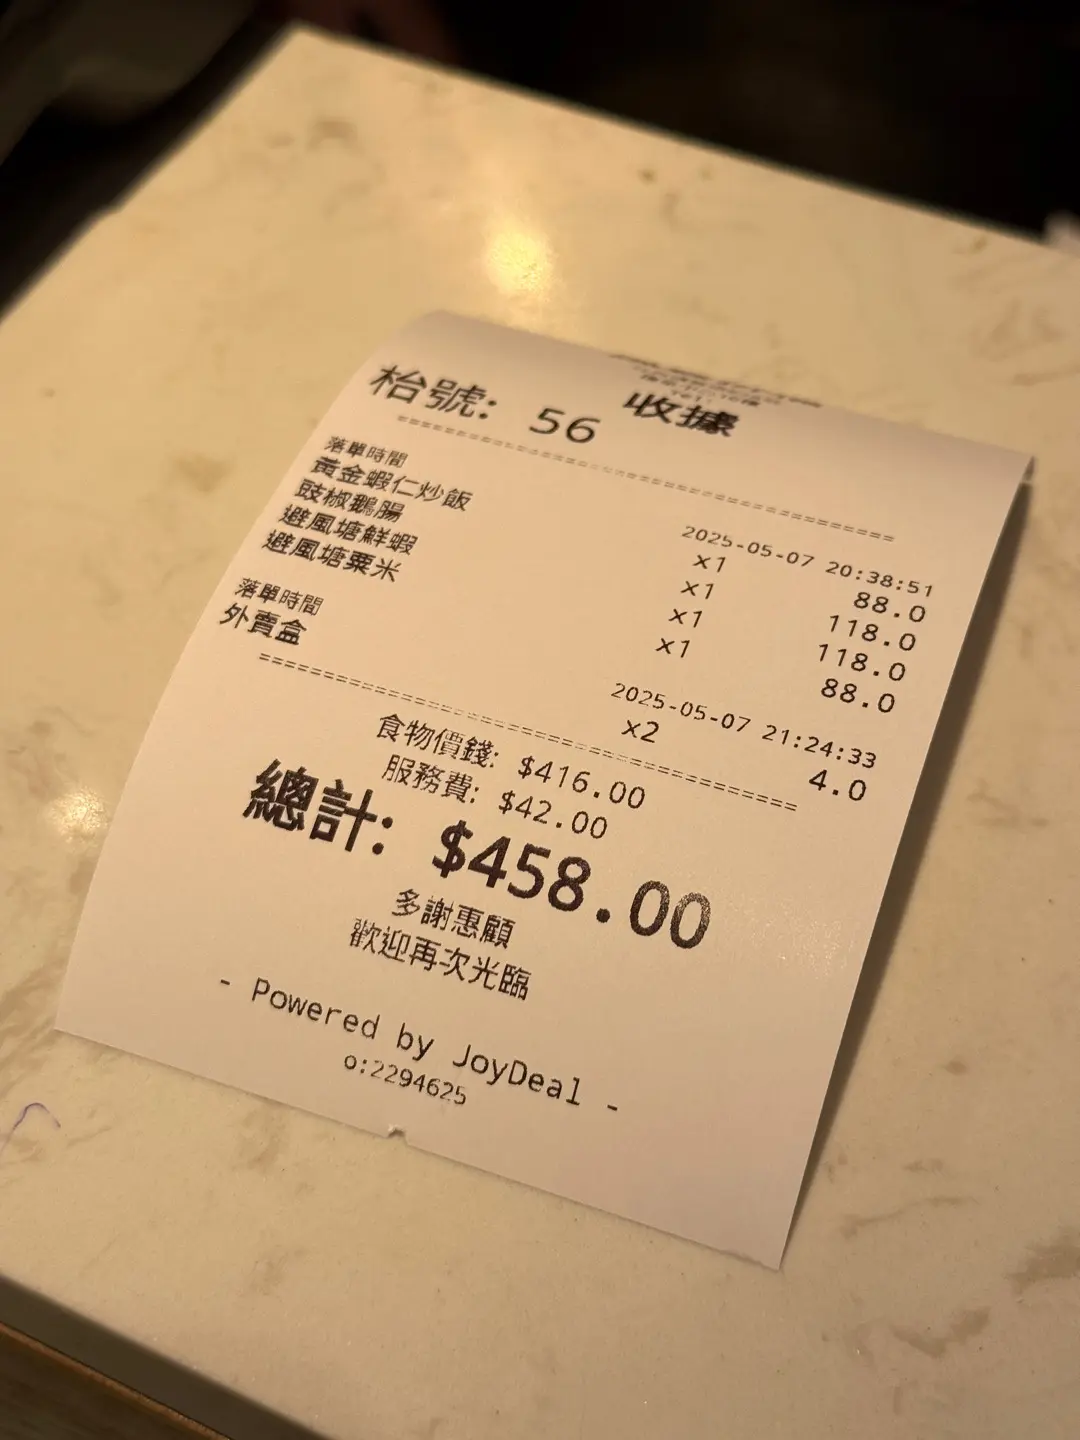 收據
枱號: 56
==================================================
落單時間 2025-05-07 20:38:51
黃金蝦仁炒飯 x1 88.0
豉椒鵝腸 x1 118.0
避風塘鮮蝦 x1 118.0
避風塘粟米 x1 88.0
落單時間 2025-05-07 21:24:33
外賣盒 x2 4.0
==================================================
食物價錢: $416.00
服務費: $42.00
總計: $458.00
多謝惠顧
歡迎再次光臨
- Powered by JoyDeal -
o:2294625